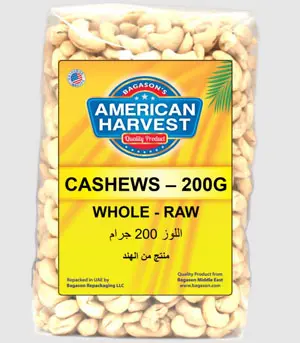 BAGASON'S
AMERICAN
HARVEST
Quality Product
CASHEWS – 200G
WHOLE - RAW
اللوز 200 جرام
منتج من الهند
Repacked in UAE by
Bagason Repackaging LLC
Quality Product from
Bagason Middle East
www.bagason.com